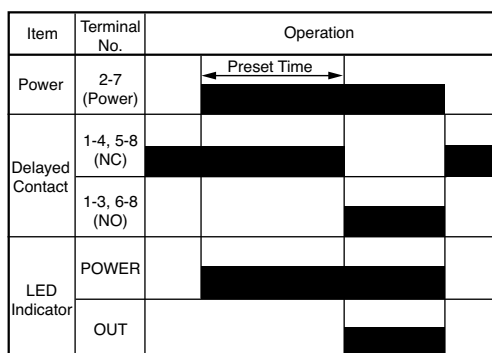 Item
Terminal
No.
Operation
Power
2-7
(Power)
Preset Time
Delayed
Contact
1-4, 5-8
(NC)
1-3, 6-8
(NO)
LED
Indicator
POWER
OUT